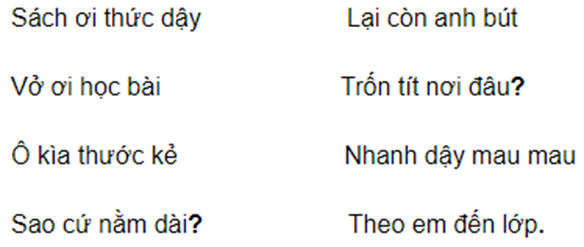 Sách ơi thức dậy
Vở ơi học bài
Ô kìa thước kẻ
Sao cứ nằm dài?
Lại còn anh bút
Trốn tít nơi đâu?
Nhanh dậy mau mau
Theo em đến lớp.